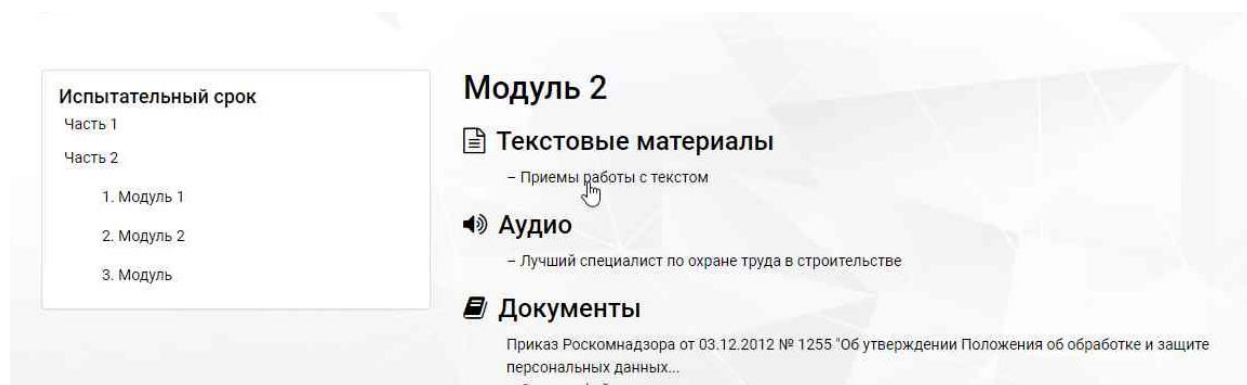 Испытательный срок
Часть 1
Часть 2
1. Модуль 1
2. Модуль 2
3. Модуль
Модуль 2
Текстовые материалы
– Приемы работы с текстом
Аудио
– Лучший специалист по охране труда в строительстве
Документы
Приказ Роскомнадзора от 03.12.2012 № 1255 "Об утверждении Положения об обработке и защите
персональных данных...